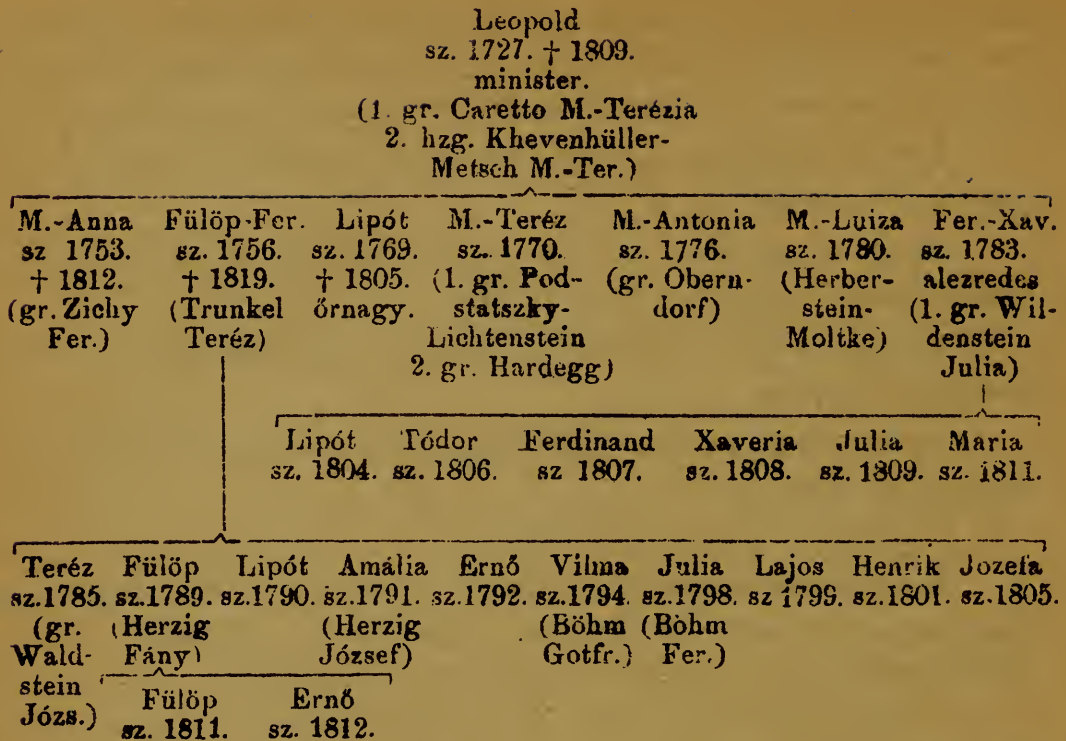 Leopold
sz. 1727. † 1809.
minister.
(1. gr. Caretto M.-Terézia
2. hzg. Khevenhüller-
Metsch M.-Ter.)
M.-Anna Fülöp-Fer. Lipót M.-Teréz M.-Antonia M.-Luiza Fer.-Xav.
sz 1753. sz. 1756. sz. 1769. sz. 1770. sz. 1776. sz. 1780. sz. 1783.
† 1812. † 1819. † 1805. (1. gr. Pod- (gr. Obern- (Herber- alezredes
(gr. Zichy (Trunkel őrnagy. statszky- dorf) stein- (1. gr. Wil-
Fer.) Teréz) Lichtenstein Moltke) denstein
2. gr. Hardegg) Julia)
Lipót Tódor Ferdinand Xaveria Julia Maria
sz. 1804. sz. 1806. sz 1807. sz. 1808. sz. 1809. sz. 1811.
Teréz Fülöp Lipót Amália Ernő Vilma Julia Lajos Henrik Jozefa
sz.1785. sz.1789. sz.1790. sz.1791. sz.1792. sz.1794. sz.1798. sz 1799. sz.1801. sz.1805.
(gr. (Herzig (Herzig (Böhm (Böhm
Wald- Fány) József) Gotfr.) Fer.)
stein
Józs.)
Fülöp Ernő
sz. 1811. sz. 1812.